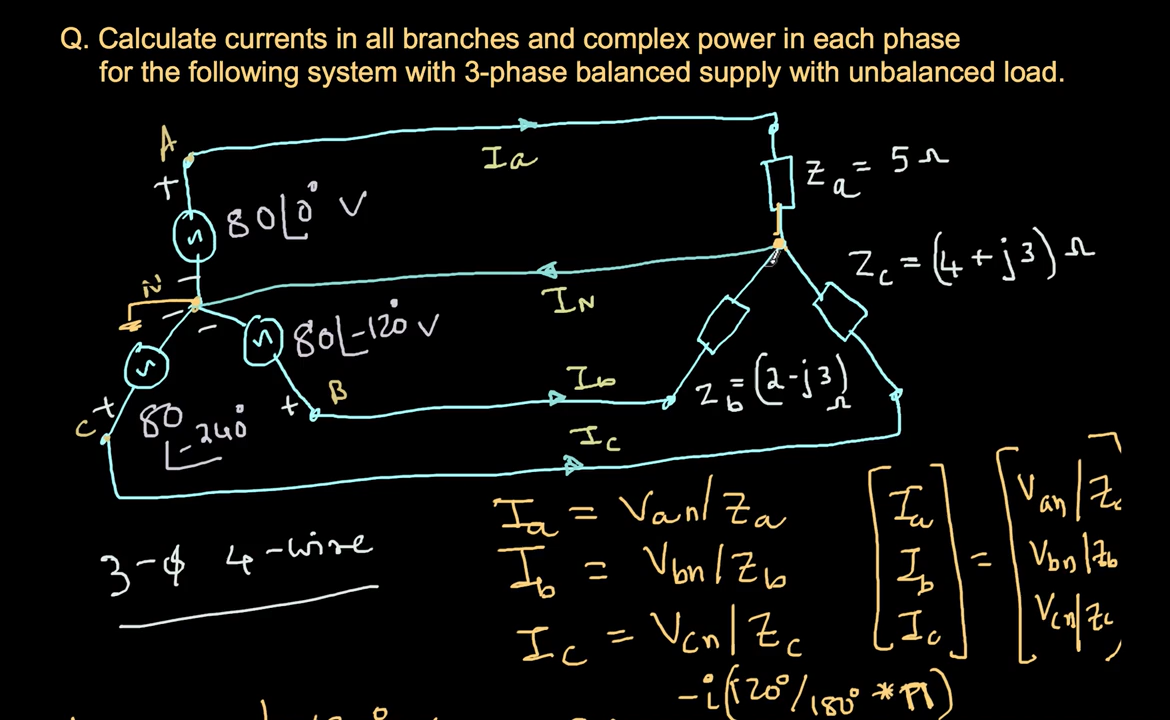 Q. Calculate currents in all branches and complex power in each phase
for the following system with 3-phase balanced supply with unbalanced load.
A
Ia
+
80∠0° V
Za = 5 Ω
Zc = (4 + j3) Ω
N
−
IN
−
−
80∠-120° V
+
B
Ib
Zb = (2-j3) Ω
+
C
80∠-240°
Ic
3-ϕ 4-wire
Ia = Van/Za
Ib = Vbn/Zb
Ic = Vcn/Zc
[Ia Ib Ic] = [Van/Z Vbn/Zb Vcn/Zc]
-i(120°/180° * PI)